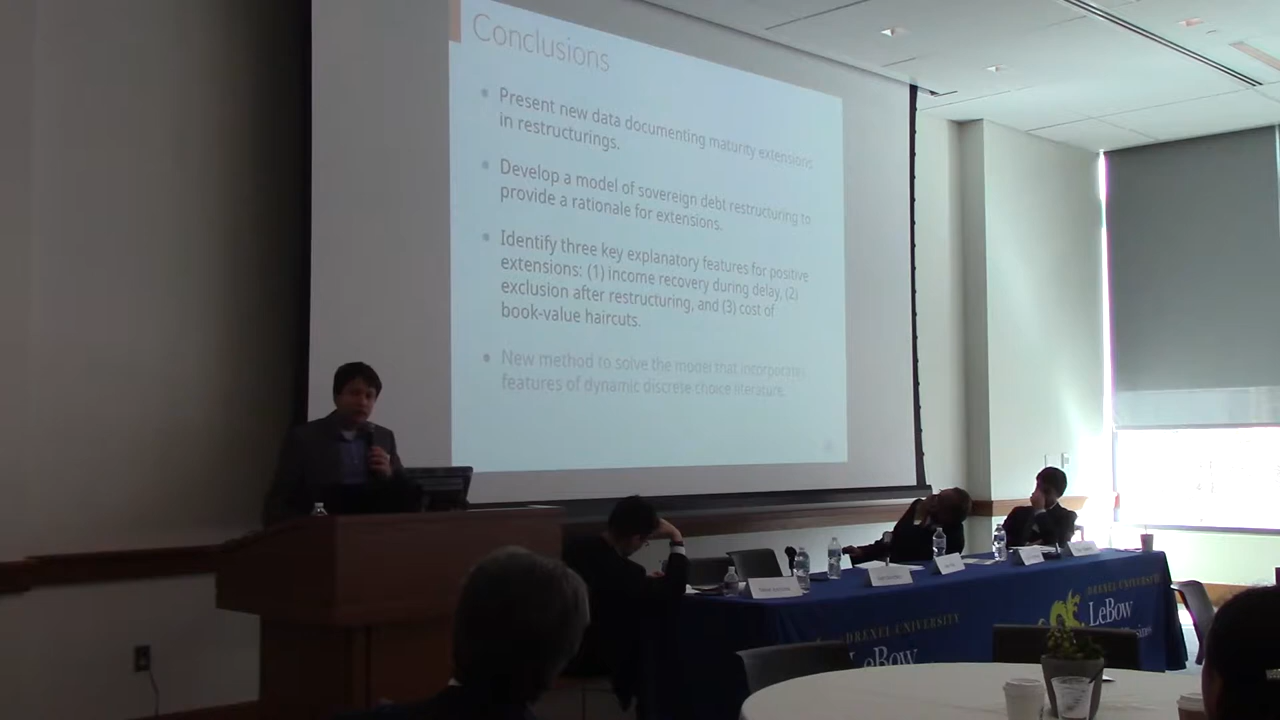 Conclusions
Present new data documenting maturity extensions
in restructurings.
Develop a model of sovereign debt restructuring to
provide a rationale for extensions.
Identify three key explanatory features for positive
extensions: (1) income recovery during delay, (2)
exclusion after restructuring, and (3) cost of
book-value haircuts.
New method to solve the model that incorporates
features of dynamic discrete choice literature.
DREXEL UNIVERSITY
LeBow
DREXEL UNIVERSITY
LeBow